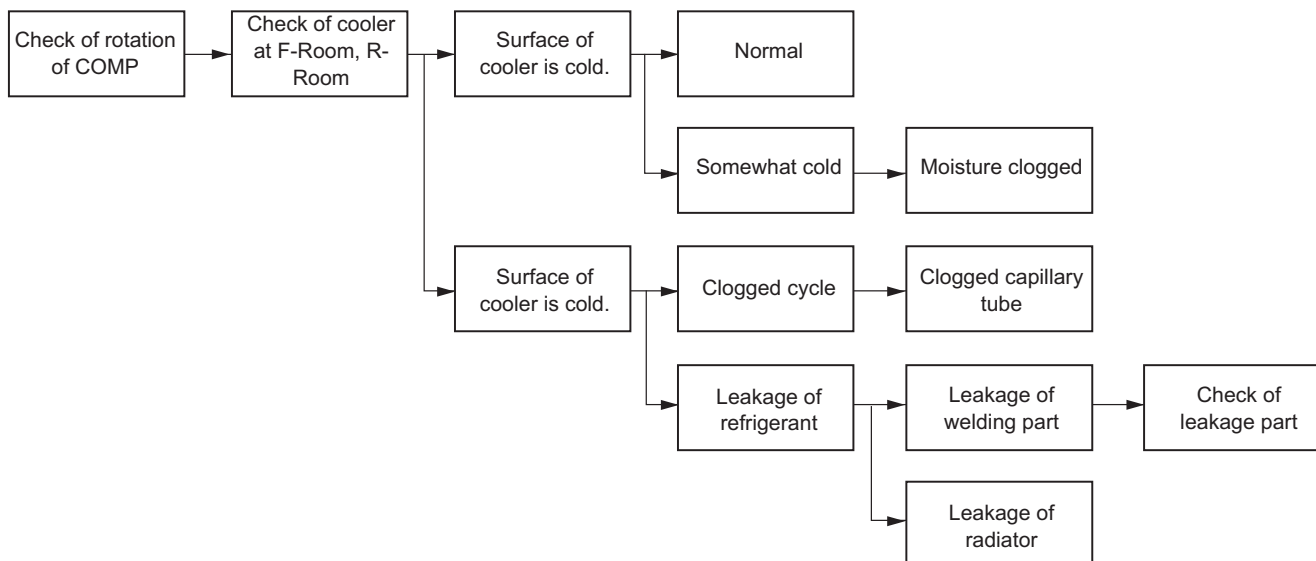 Check of rotation
of COMP
Check of cooler
at F-Room, R-
Room
Surface of
cooler is cold.
Normal
Somewhat cold
Moisture clogged
Surface of
cooler is cold.
Clogged cycle
Clogged capillary
tube
Leakage of
refrigerant
Leakage of
welding part
Check of
leakage part
Leakage of
radiator